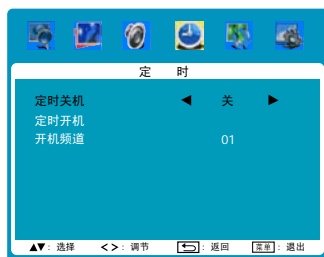 定 时
定时关机 ◀ 关 ▶
定时开机
开机频道 01
▲▼: 选择 <>: 调节 : 返回 菜单: 退出